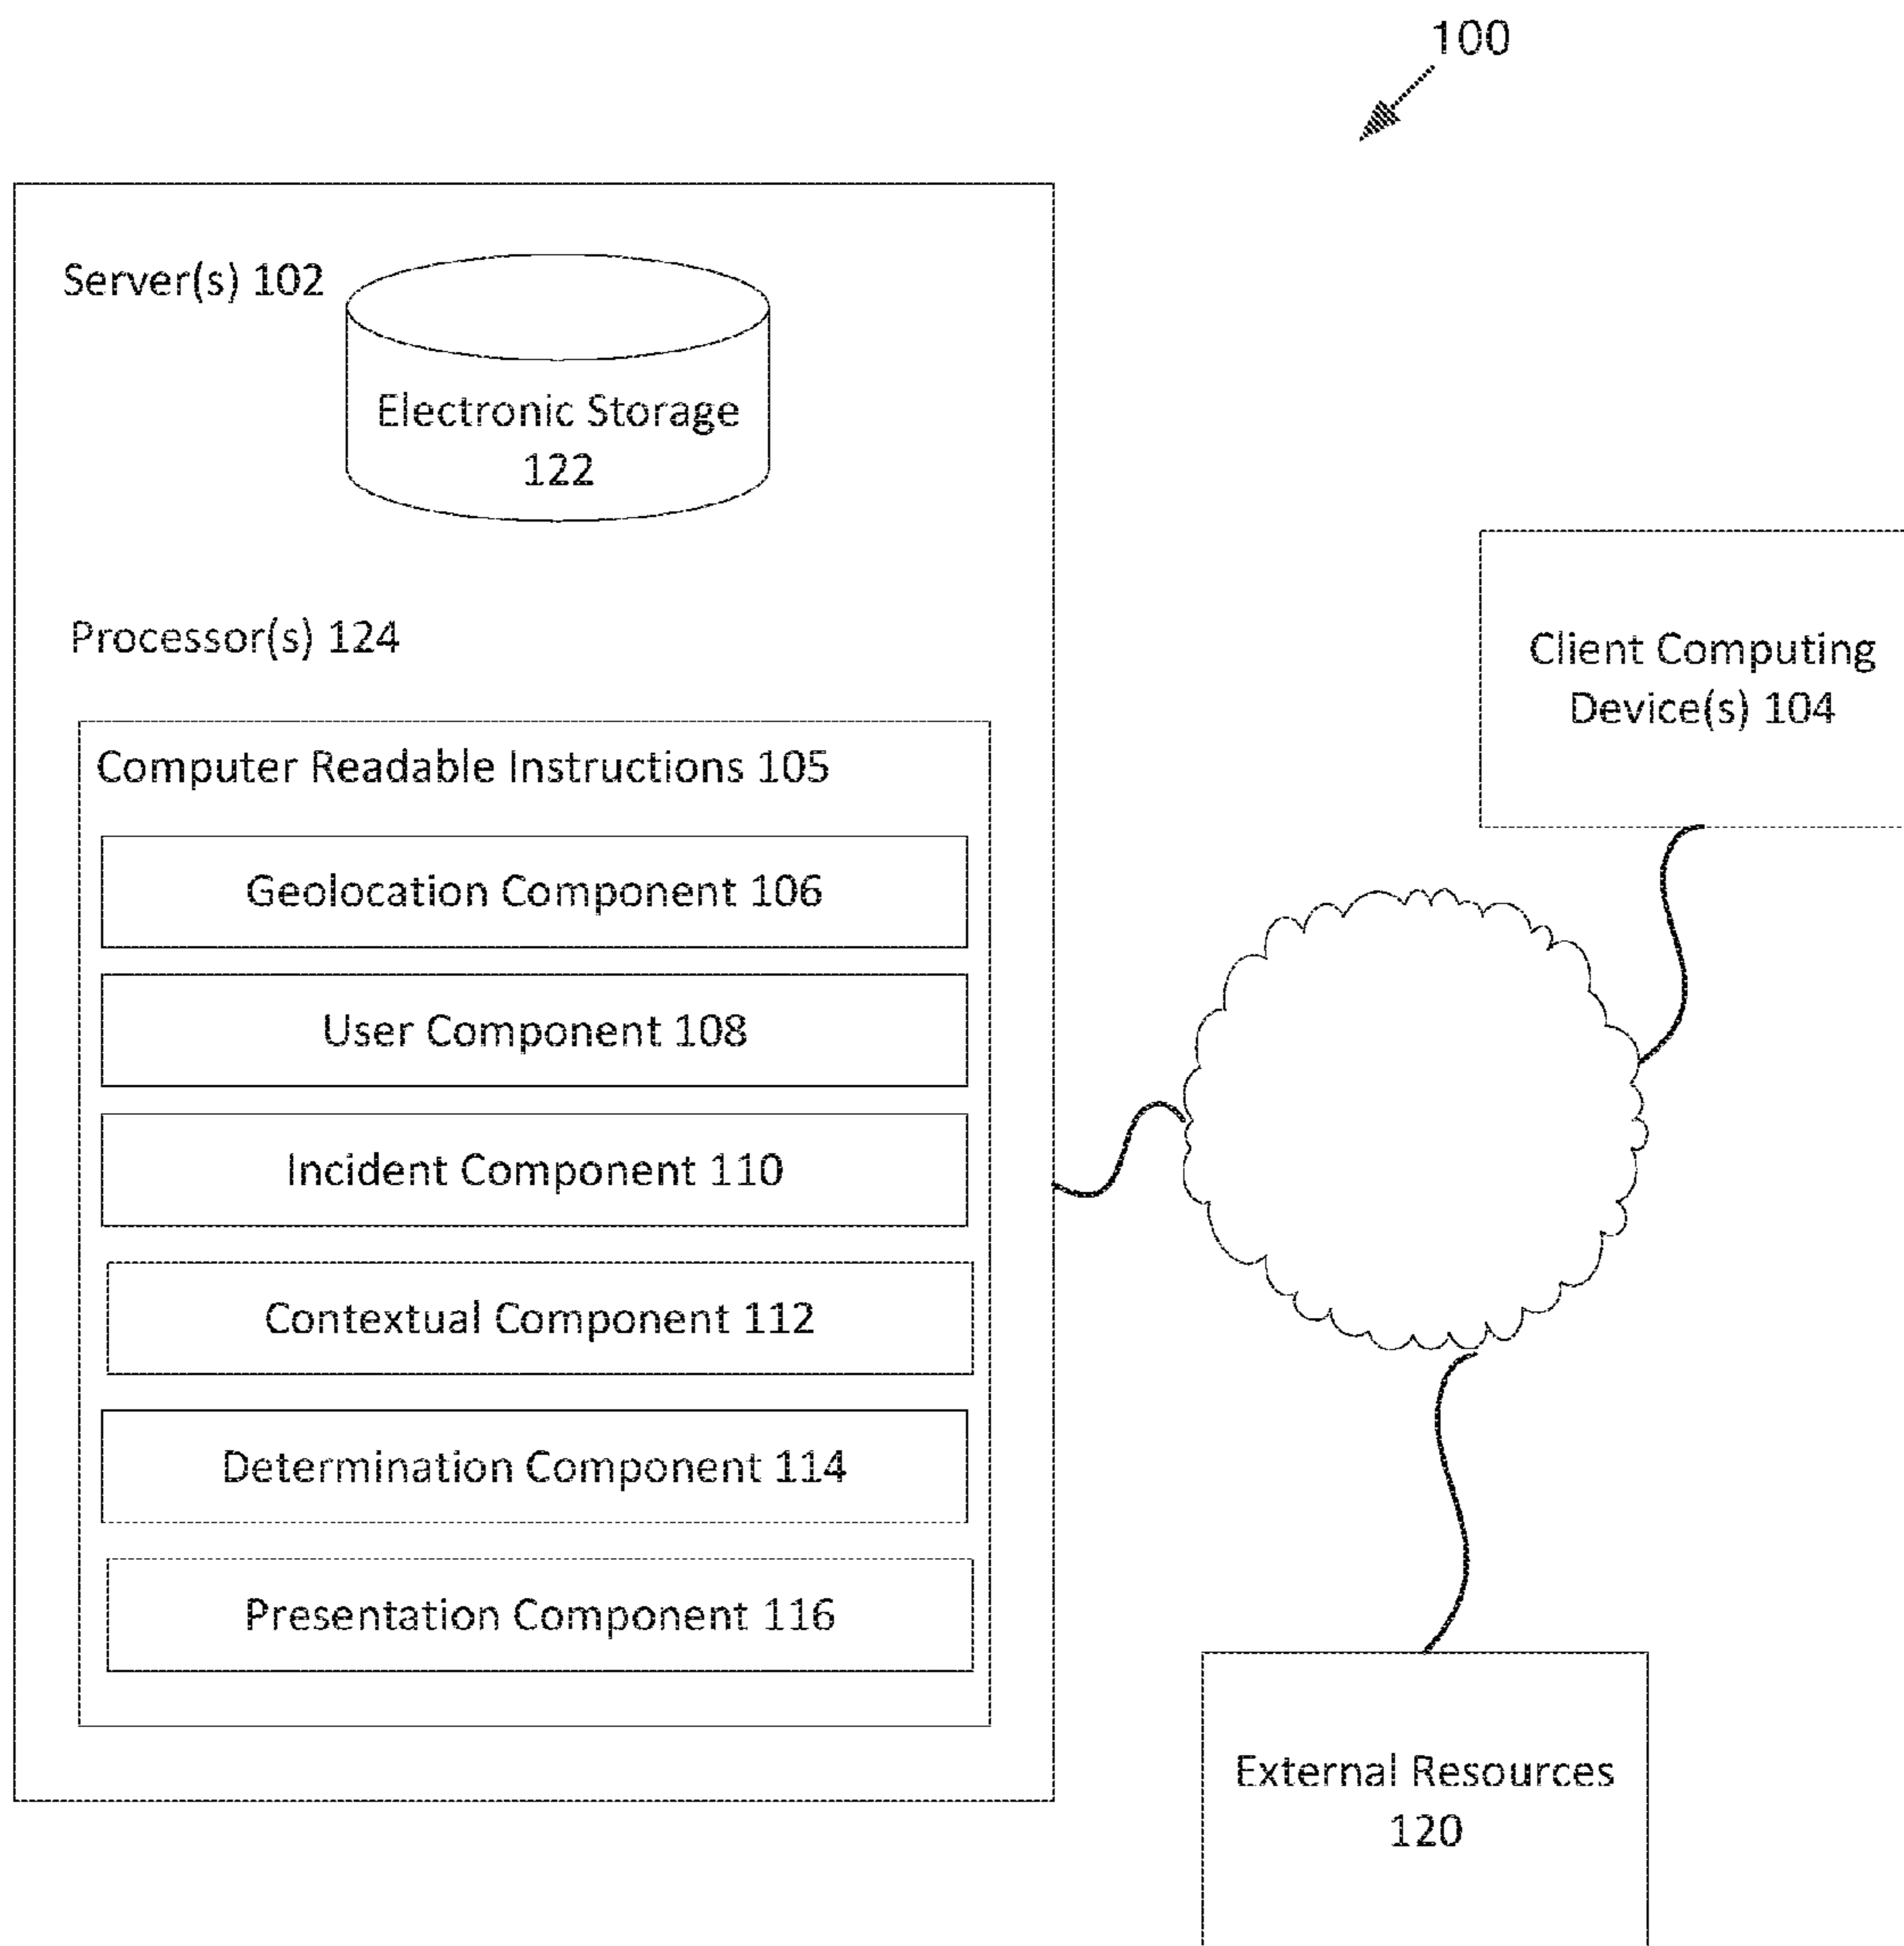 100
Server(s) 102
Electronic Storage
122
Processor(s) 124
Computer Readable Instructions 105
Geolocation Component 106
User Component 108
Incident Component 110
Contextual Component 112
Determination Component 114
Presentation Component 116
Client Computing
Device(s) 104
External Resources
120